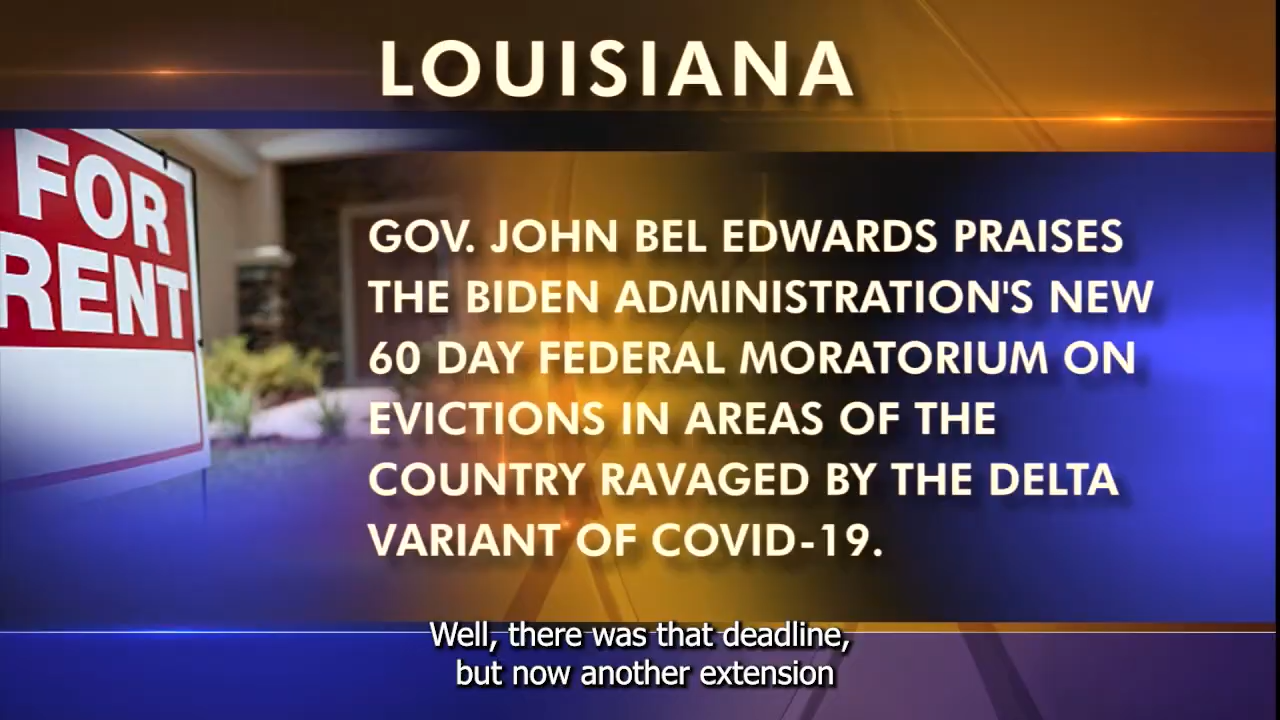 LOUISIANA
FOR
RENT
GOV. JOHN BEL EDWARDS PRAISES
THE BIDEN ADMINISTRATION'S NEW
60 DAY FEDERAL MORATORIUM ON
EVICTIONS IN AREAS OF THE
COUNTRY RAVAGED BY THE DELTA
VARIANT OF COVID-19.
Well, there was that deadline,
but now another extension